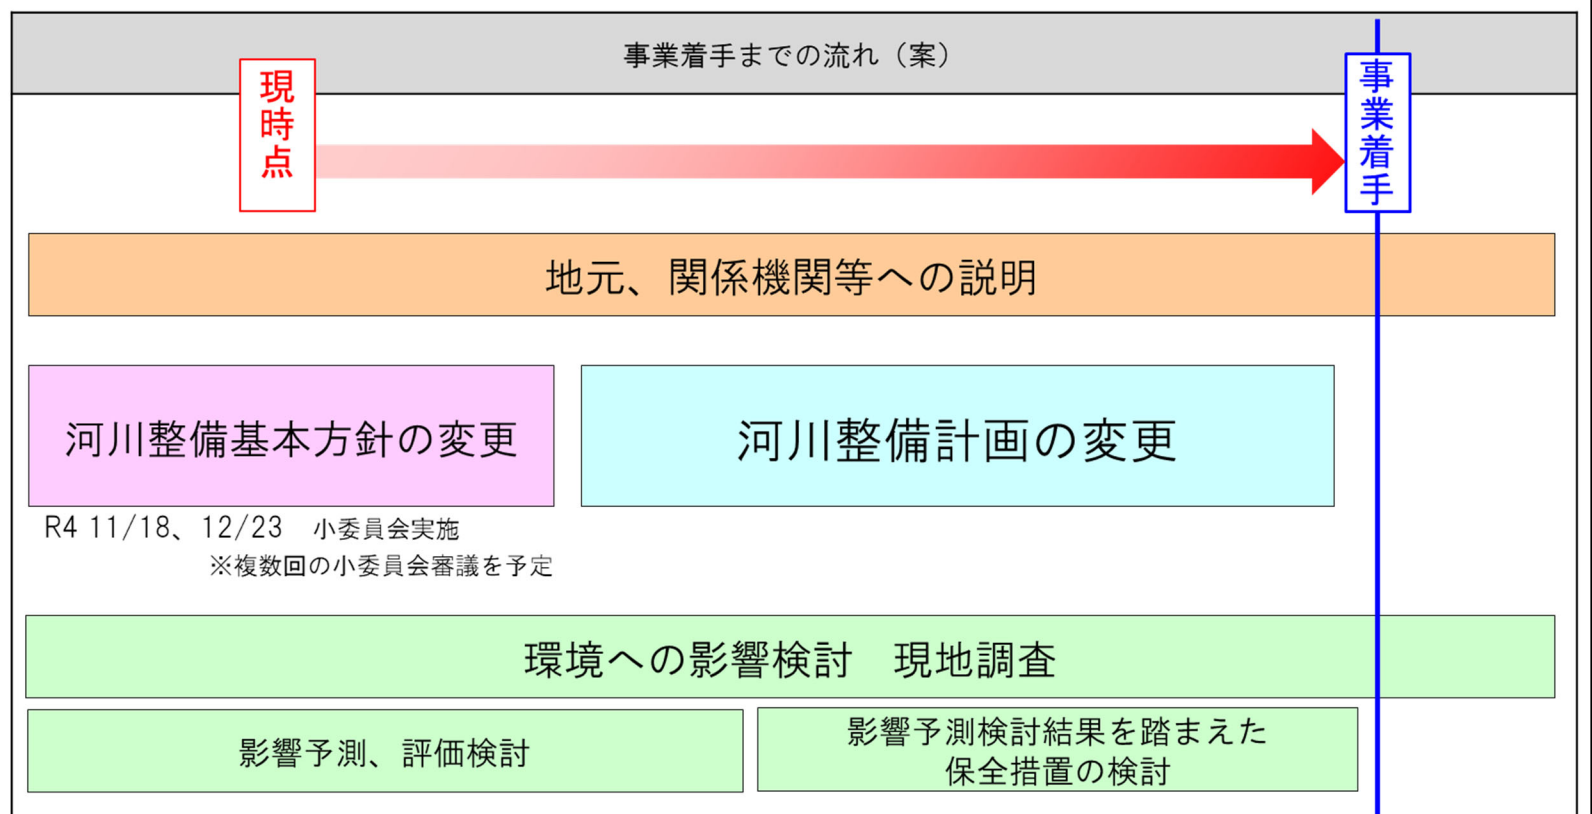 事業着手までの流れ（案）
現時点
事業着手
地元、関係機関等への説明
河川整備基本方針の変更
河川整備計画の変更
R4 11/18、12/23　小委員会実施
※複数回の小委員会審議を予定
環境への影響検討　現地調査
影響予測、評価検討
影響予測検討結果を踏まえた
保全措置の検討